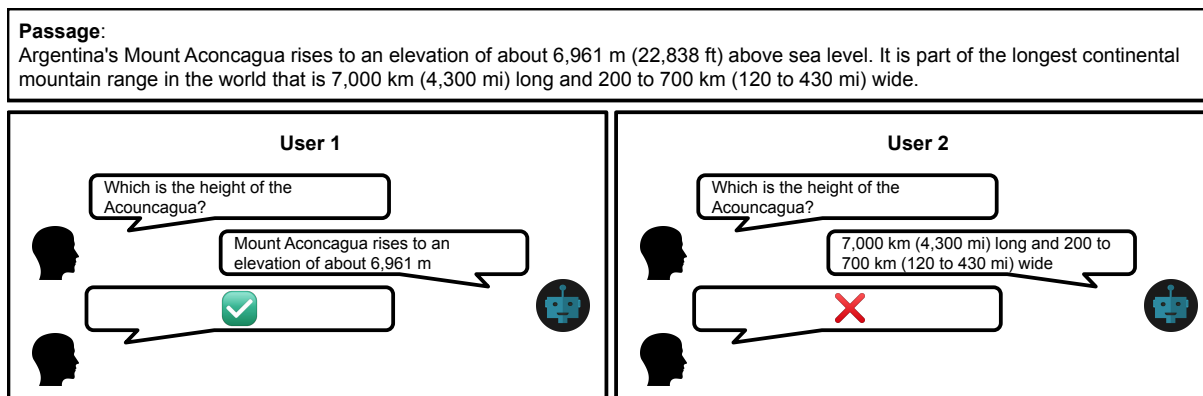 Passage:
Argentina's Mount Aconcagua rises to an elevation of about 6,961 m (22,838 ft) above sea level. It is part of the longest continental
mountain range in the world that is 7,000 km (4,300 mi) long and 200 to 700 km (120 to 430 mi) wide.
User 1
Which is the height of the
Acouncagua?
Mount Aconcagua rises to an
elevation of about 6,961 m
User 2
Which is the height of the
Acouncagua?
7,000 km (4,300 mi) long and 200 to
700 km (120 to 430 mi) wide